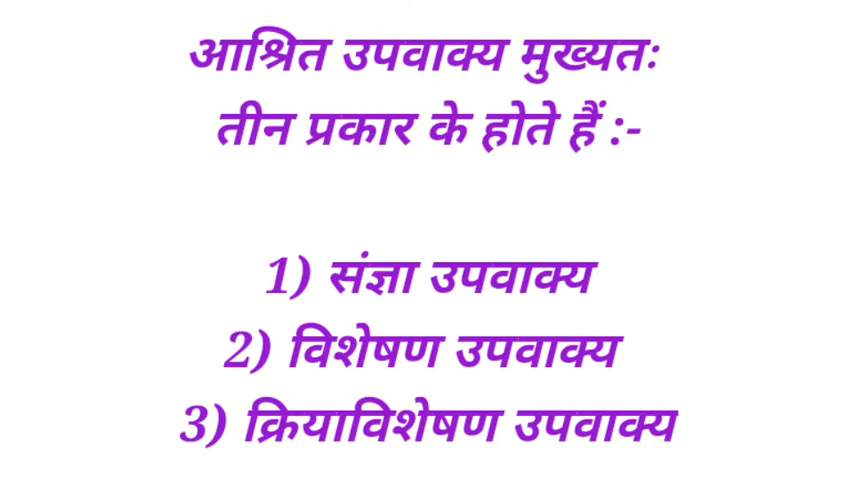 आश्रित उपवाक्य मुख्यतः
तीन प्रकार के होते हैं :-
1) संज्ञा उपवाक्य
2) विशेषण उपवाक्य
3) क्रियाविशेषण उपवाक्य